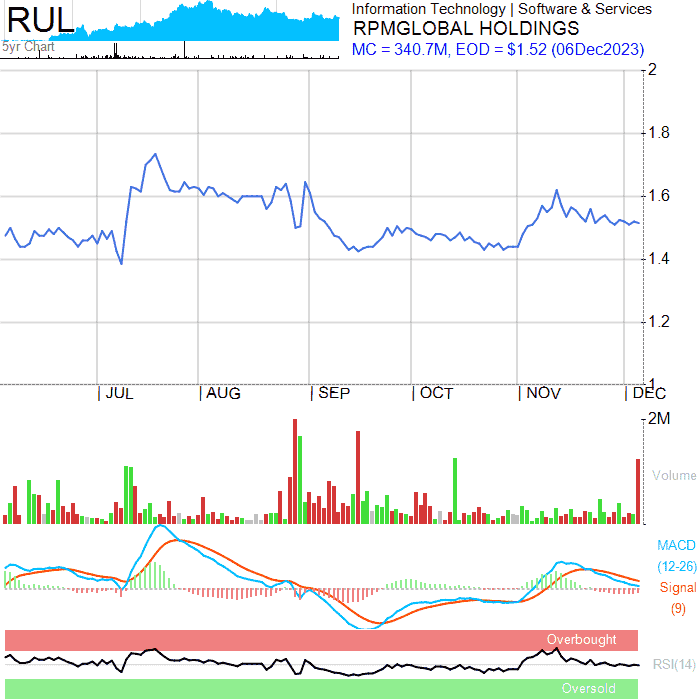 RUL
5yr Chart
Information Technology | Software & Services
RPMGLOBAL HOLDINGS
MC = 340.7M, EOD = $1.52 (06Dec2023)
2
1.8
1.6
1.4
1.2
1
JUL AUG SEP OCT NOV DEC
2M
Volume
MACD
(12-26)
Signal
(9)
Overbought
RSI(14)
Oversold